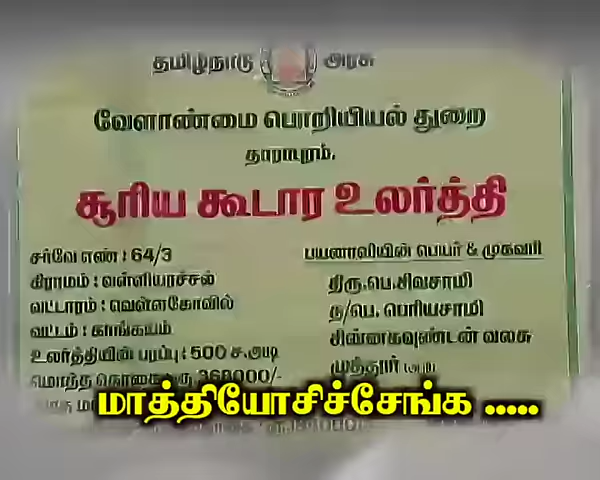 தமிழ்நாடு அரசு
வேளாண்மை பொறியியல் துறை
தாராபுரம்.
சூரிய கூடார உலர்த்தி
சர்வே எண் : 64/3
கிராமம் : வள்ளியரச்சல்
வட்டாரம் : வெள்ளகோவில்
வட்டம் : காங்கயம்
உலர்த்தியின் பரப்பு : 500 ச.அடி
மொத்த தொகை ரூ 368000/-
பயனாளியின் பெயர் & முகவரி
திரு.பெ.சிவசாமி
த/பெ. பெரியசாமி
சின்னகவுண்டன் வலசு
முத்தூர்
மாத்தியோசிச்சேங்க .....